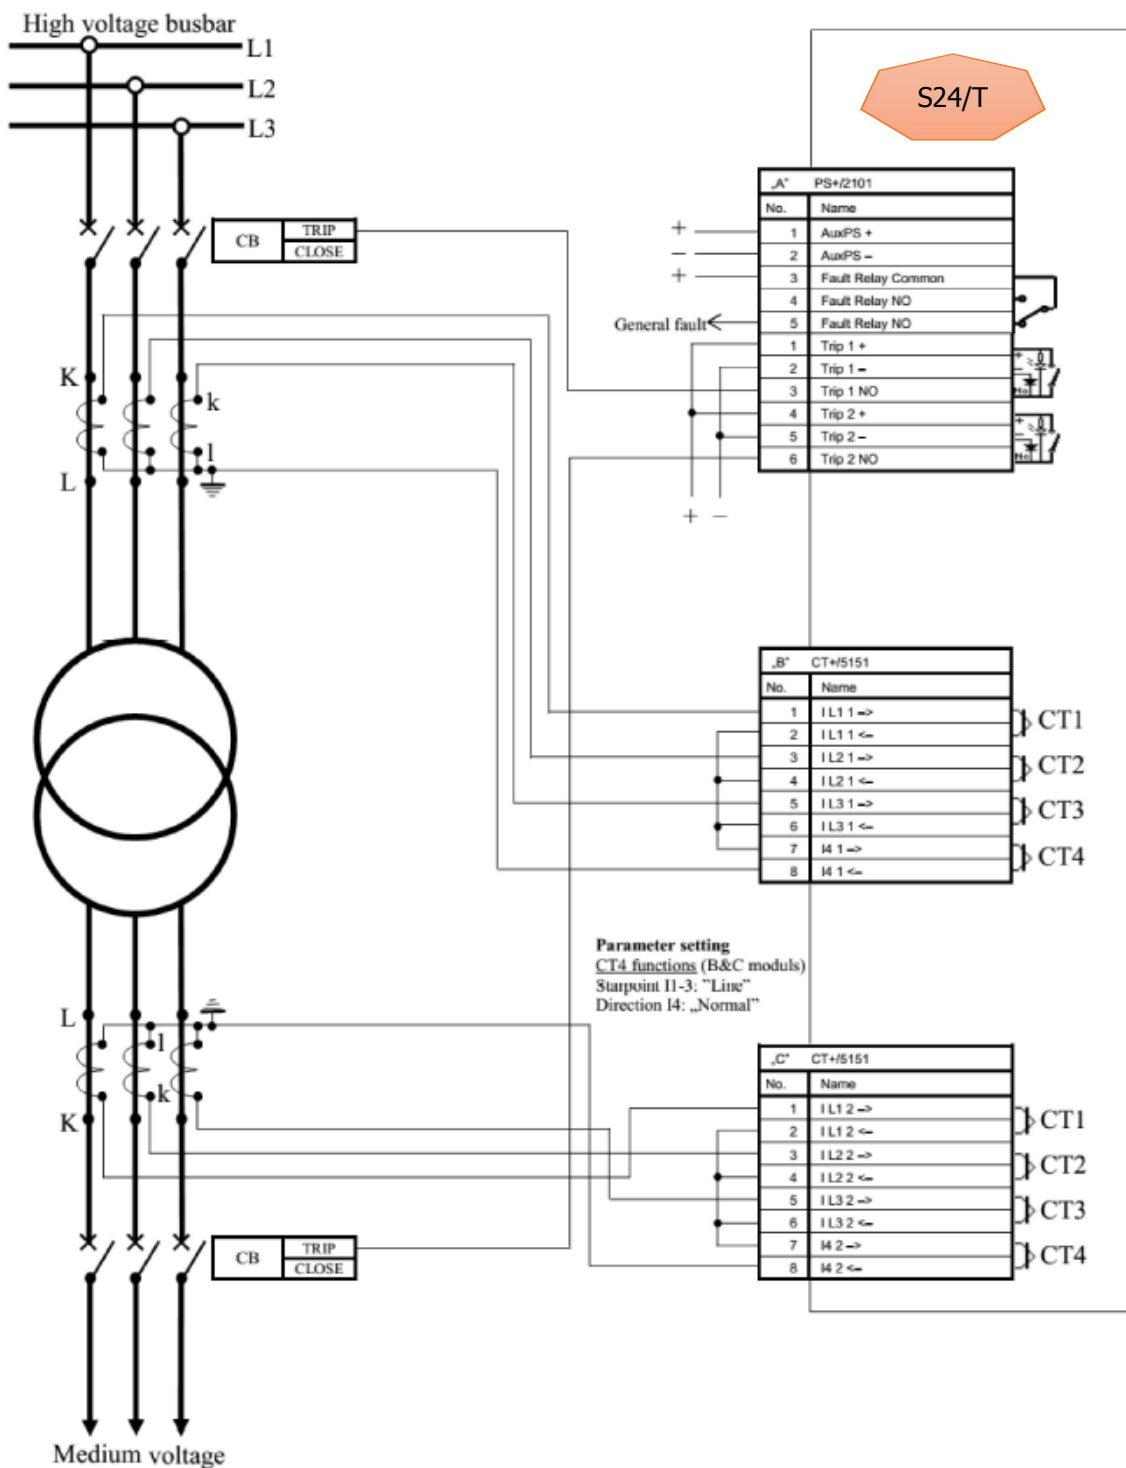 High voltage busbar
L1
L2
L3
S24/T
CB
TRIP
CLOSE
„A" PS+/2101
No. Name
1 AuxPS +
2 AuxPS –
3 Fault Relay Common
4 Fault Relay NO
5 Fault Relay NO
1 Trip 1 +
2 Trip 1 –
3 Trip 1 NO
4 Trip 2 +
5 Trip 2 –
6 Trip 2 NO
+
–
+
General fault
+ –
+
–
No
+
–
No
K
k
l
L
„B" CT+/5151
No. Name
1 I L1 1 –>
2 I L1 1 <–
3 I L2 1 –>
4 I L2 1 <–
5 I L3 1 –>
6 I L3 1 <–
7 I4 1 –>
8 I4 1 <–
CT1
CT2
CT3
CT4
Parameter setting
CT4 functions (B&C moduls)
Starpoint I1-3: "Line"
Direction I4: „Normal"
L
l
k
K
„C" CT+/5151
No. Name
1 I L1 2 –>
2 I L1 2 <–
3 I L2 2 –>
4 I L2 2 <–
5 I L3 2 –>
6 I L3 2 <–
7 I4 2 –>
8 I4 2 <–
CT1
CT2
CT3
CT4
CB
TRIP
CLOSE
Medium voltage